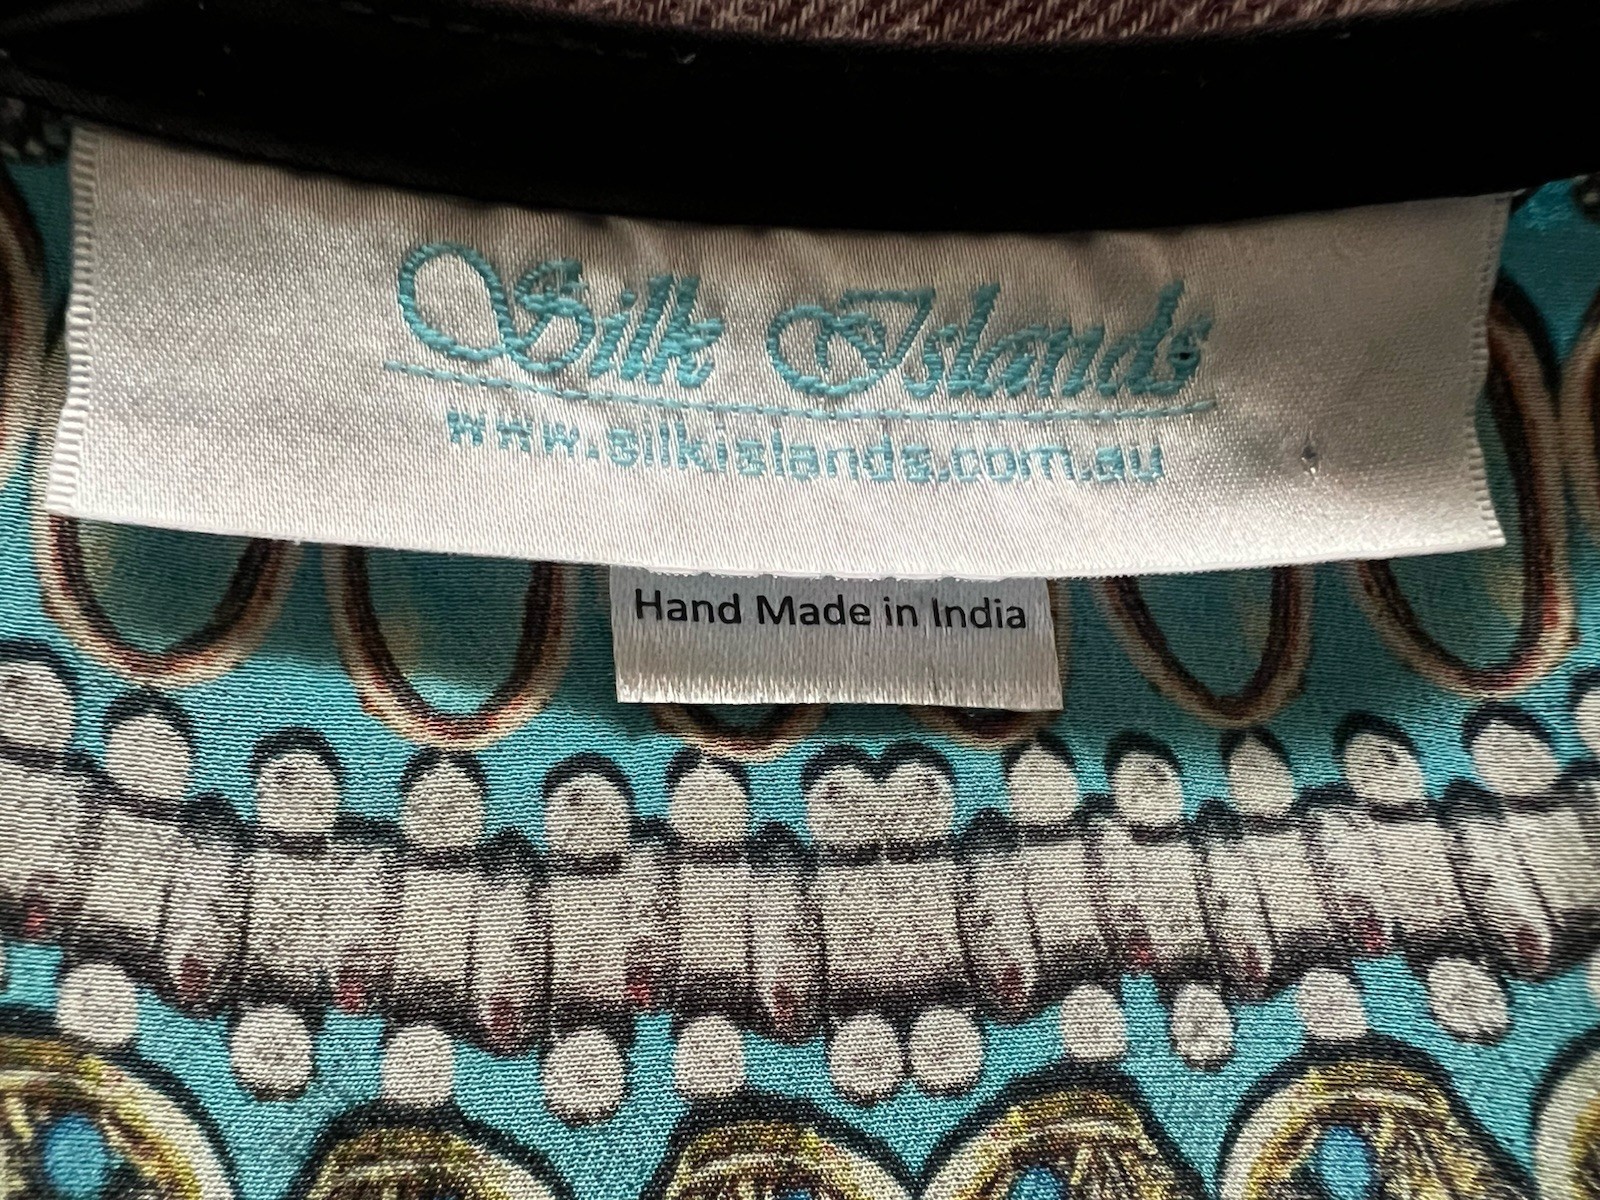 Silk Islands
www.silkislands.com.au
Hand Made in India